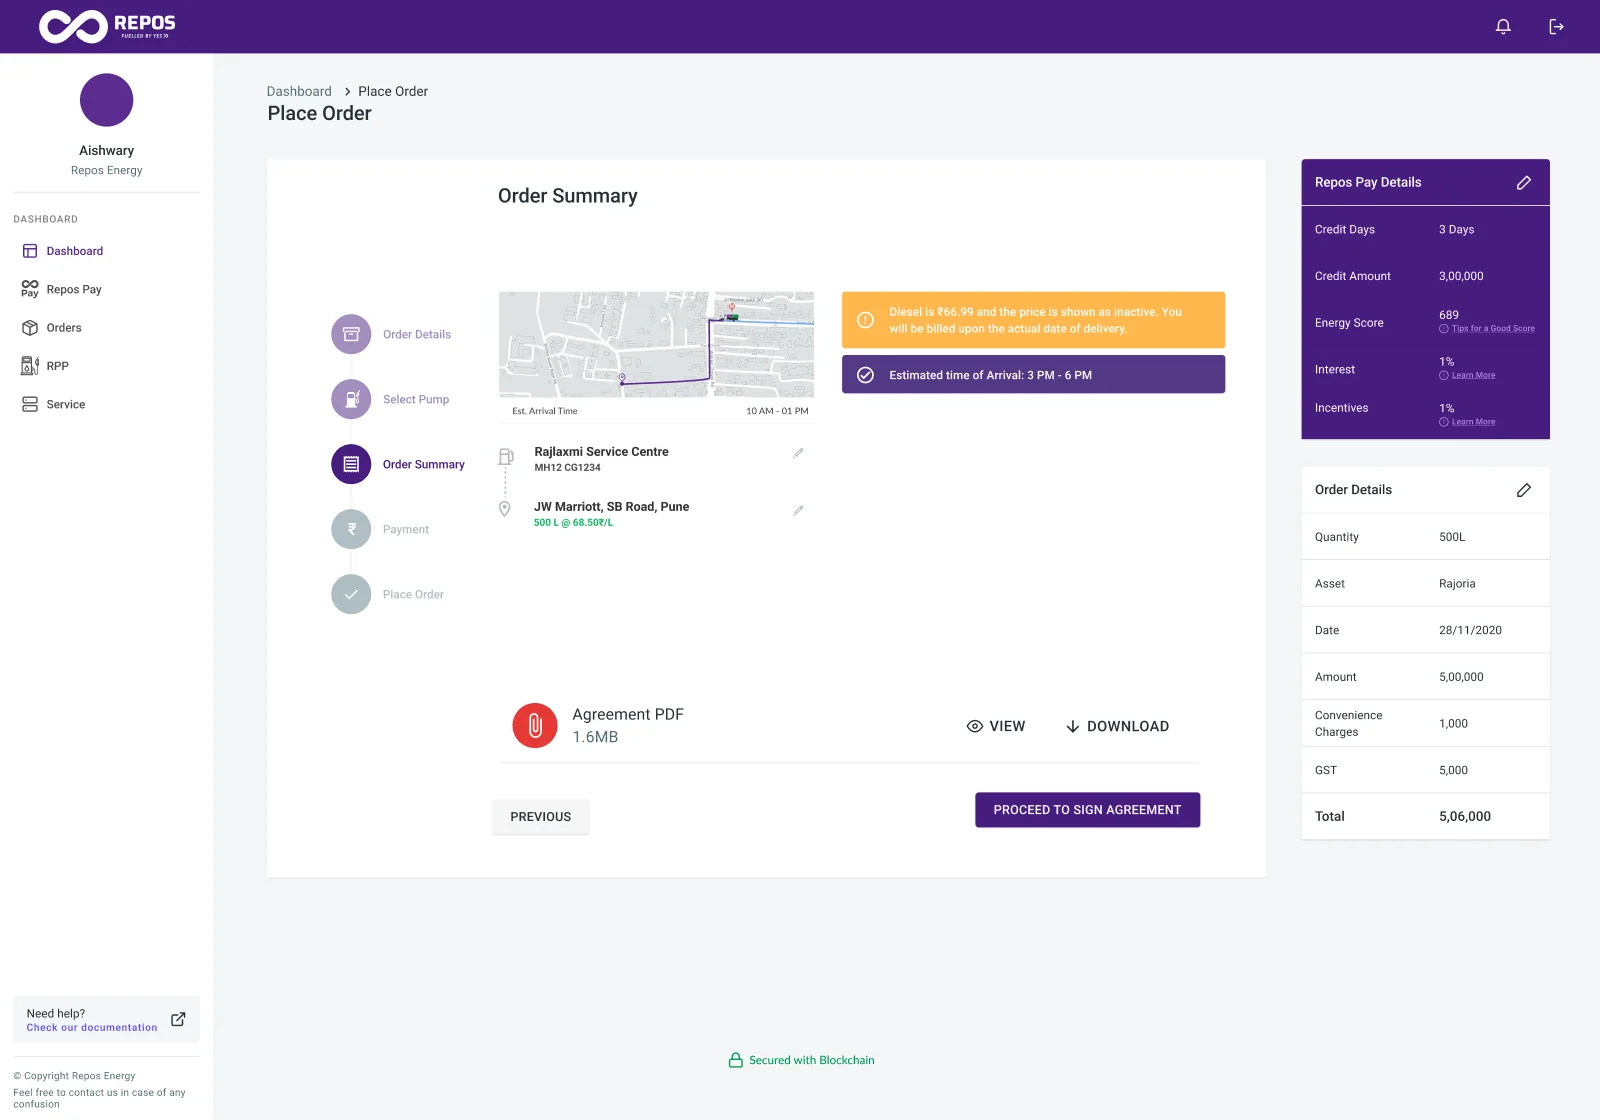 REPOS
FUELLED BY YES
Aishwary
Repos Energy
DASHBOARD
Dashboard
Pay
Repos Pay
Orders
RPP
Service
Need help?
Check our documentation
© Copyright Repos Energy
Feel free to contact us in case of any
confusion
Dashboard > Place Order
Place Order
Order Summary
Order Details
Select Pump
Order Summary
₹ Payment
Place Order
Est. Arrival Time 10 AM - 01 PM
Rajlaxmi Service Centre
MH12 CG1234
JW Marriott, SB Road, Pune
500 L @ 68.50₹/L
Diesel is ₹66.99 and the price is shown as inactive. You
will be billed upon the actual date of delivery.
Estimated time of Arrival: 3 PM - 6 PM
Agreement PDF
1.6MB
VIEW
DOWNLOAD
PREVIOUS
PROCEED TO SIGN AGREEMENT
Repos Pay Details
Credit Days 3 Days
Credit Amount 3,00,000
Energy Score 689
Tips for a Good Score
Interest 1%
Learn More
Incentives 1%
Learn More
Order Details
Quantity 500L
Asset Rajoria
Date 28/11/2020
Amount 5,00,000
Convenience
Charges 1,000
GST 5,000
Total 5,06,000
Secured with Blockchain